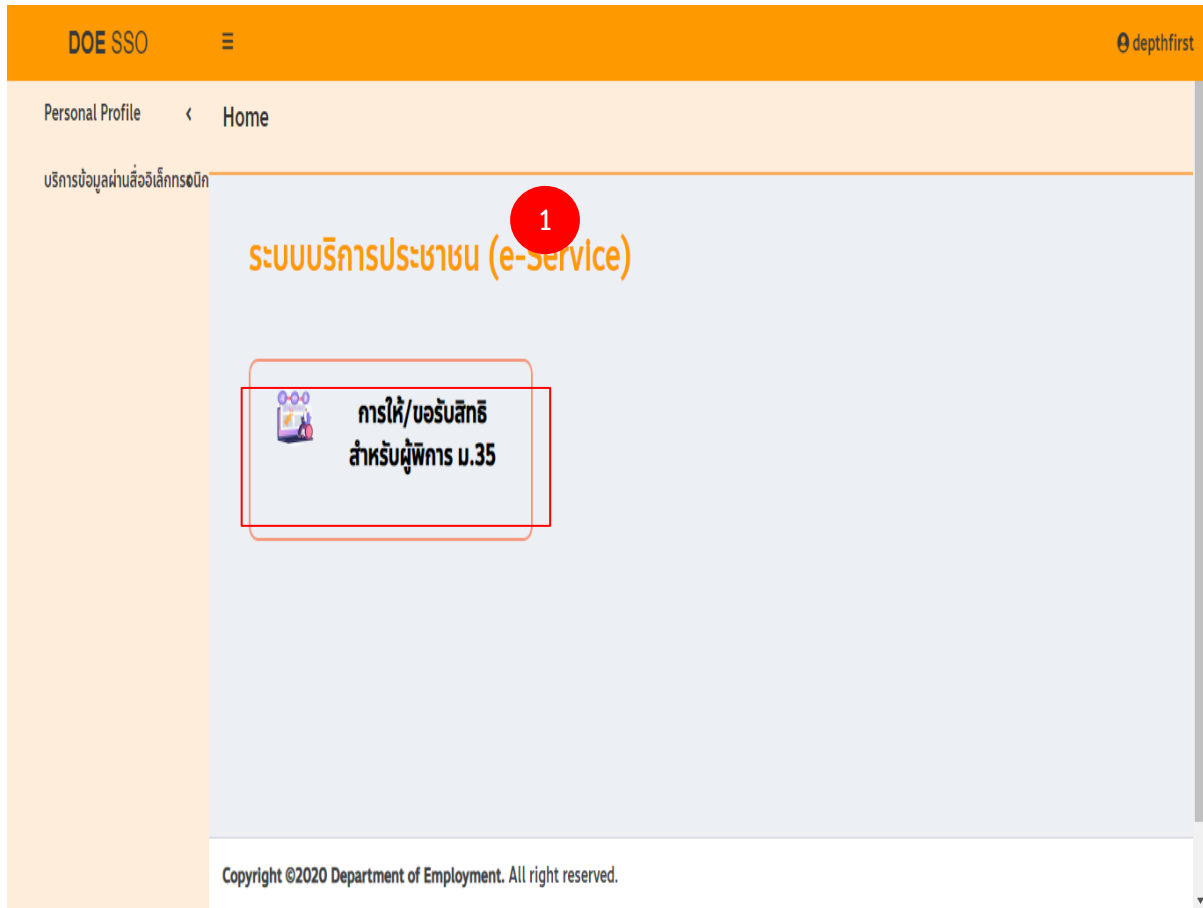 DOE SSO
☰
depthfirst
Personal Profile
Home
บริการข้อมูลผ่านสื่ออิเล็กทรอนิก
1
ระบบบริการประชาชน (e-Service)
การให้/ขอรับสิทธิ
สำหรับผู้พิการ ม.35
Copyright ©2020 Department of Employment. All right reserved.